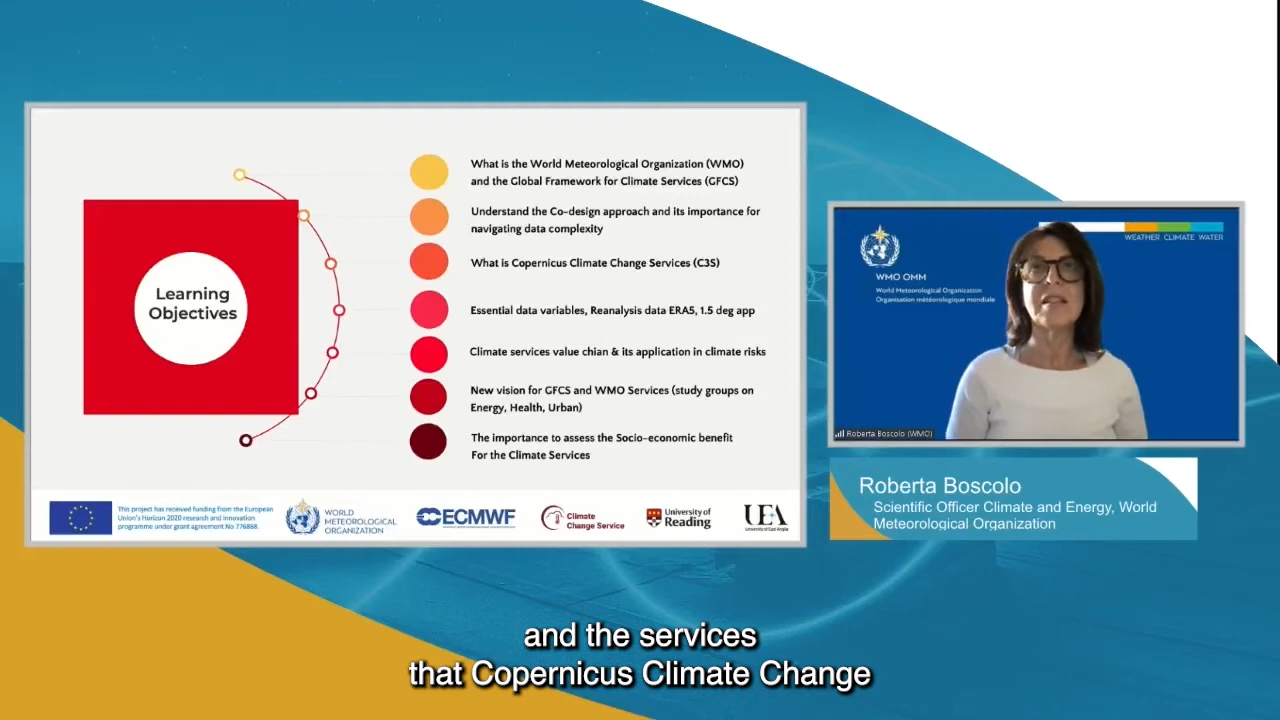 Learning
Objectives
What is the World Meteorological Organization (WMO)
and the Global Framework for Climate Services (GFCS)
Understand the Co-design approach and its importance for
navigating data complexity
What is Copernicus Climate Change Services (C3S)
Essential data variables, Reanalysis data ERA5, 1.5 deg app
Climate services value chian & its application in climate risks
New vision for GFCS and WMO Services (study groups on
Energy, Health, Urban)
The importance to assess the Socio-economic benefit
For the Climate Services
This project has received funding from the European
Union's Horizon 2020 research and innovation
programme under grant agreement No 776868.
WORLD
METEOROLOGICAL
ORGANIZATION
ECMWF
Climate
Change Service
University of
Reading
UEA
University of East Anglia
WEATHER CLIMATE WATER
WMO OMM
World Meteorological Organization
Organisation météorologique mondiale
Roberta Boscolo (WMO)
Roberta Boscolo
Scientific Officer Climate and Energy, World
Meteorological Organization
and the services
that Copernicus Climate Change